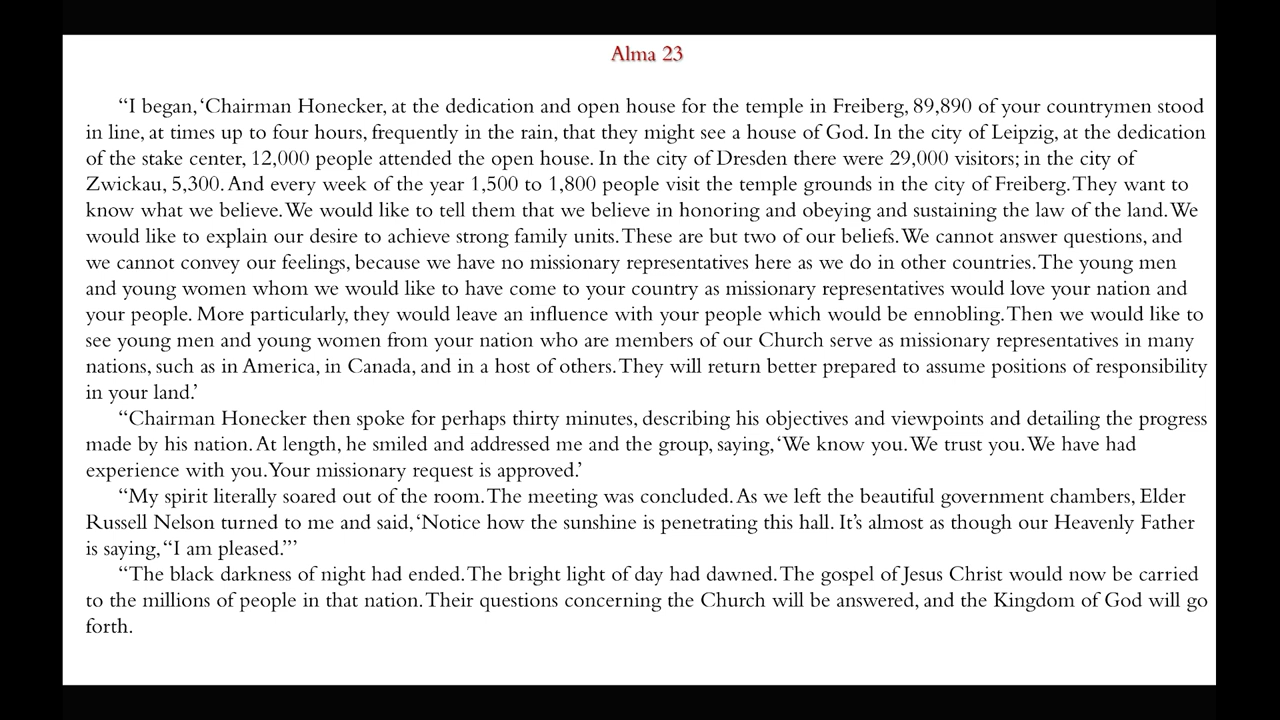 Alma 23
“I began, ‘Chairman Honecker, at the dedication and open house for the temple in Freiberg, 89,890 of your countrymen stood
in line, at times up to four hours, frequently in the rain, that they might see a house of God. In the city of Leipzig, at the dedication
of the stake center, 12,000 people attended the open house. In the city of Dresden there were 29,000 visitors; in the city of
Zwickau, 5,300. And every week of the year 1,500 to 1,800 people visit the temple grounds in the city of Freiberg. They want to
know what we believe. We would like to tell them that we believe in honoring and obeying and sustaining the law of the land. We
would like to explain our desire to achieve strong family units. These are but two of our beliefs. We cannot answer questions, and
we cannot convey our feelings, because we have no missionary representatives here as we do in other countries. The young men
and young women whom we would like to have come to your country as missionary representatives would love your nation and
your people. More particularly, they would leave an influence with your people which would be ennobling. Then we would like to
see young men and young women from your nation who are members of our Church serve as missionary representatives in many
nations, such as in America, in Canada, and in a host of others. They will return better prepared to assume positions of responsibility
in your land.’
“Chairman Honecker then spoke for perhaps thirty minutes, describing his objectives and viewpoints and detailing the progress
made by his nation. At length, he smiled and addressed me and the group, saying, ‘We know you. We trust you. We have had
experience with you. Your missionary request is approved.’
“My spirit literally soared out of the room. The meeting was concluded. As we left the beautiful government chambers, Elder
Russell Nelson turned to me and said, ‘Notice how the sunshine is penetrating this hall. It’s almost as though our Heavenly Father
is saying, “I am pleased.”’
“The black darkness of night had ended. The bright light of day had dawned. The gospel of Jesus Christ would now be carried
to the millions of people in that nation. Their questions concerning the Church will be answered, and the Kingdom of God will go
forth.